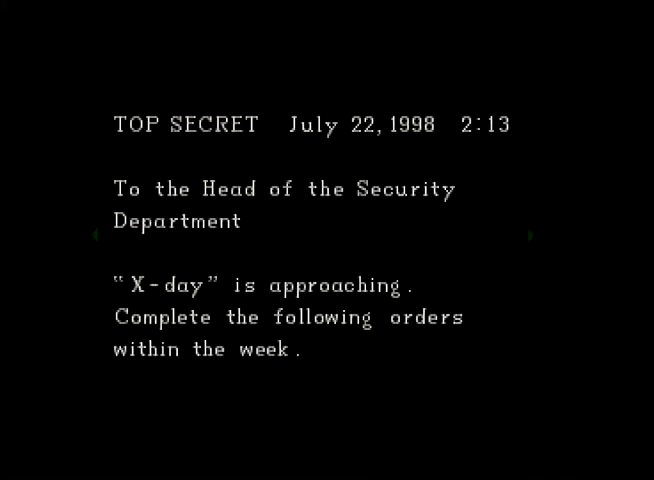 TOP SECRET July 22, 1998 2:13
To the Head of the Security
Department
“X-day” is approaching.
Complete the following orders
within the week.